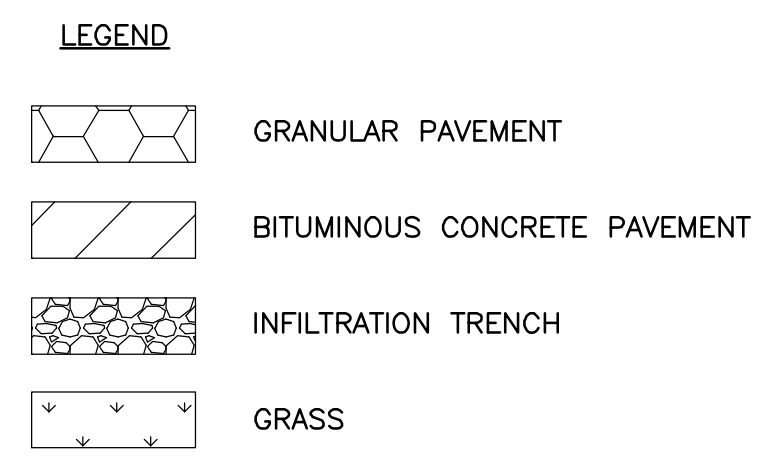 LEGEND
GRANULAR PAVEMENT
BITUMINOUS CONCRETE PAVEMENT
INFILTRATION TRENCH
GRASS